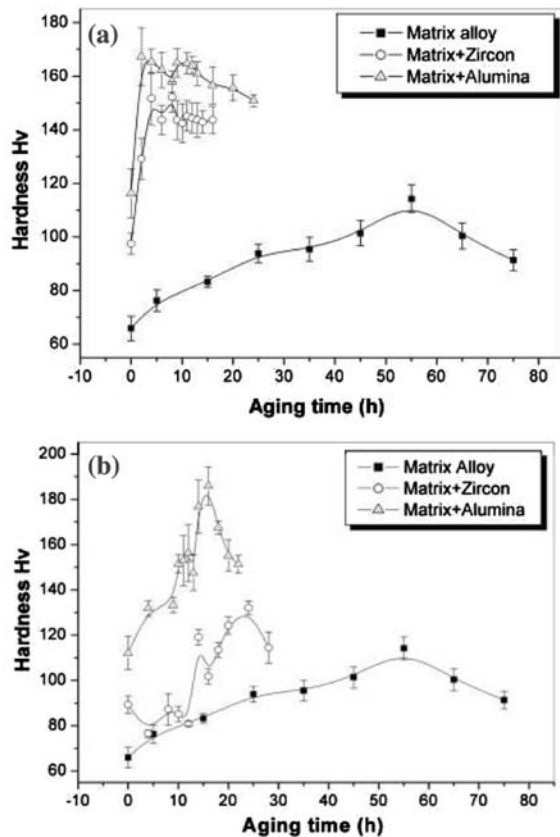 (a)
Matrix alloy
Matrix+Zircon
Matrix+Alumina
Hardness Hv
180
160
140
120
100
80
60
-10 0 10 20 30 40 50 60 70 80
Aging time (h)
(b)
Matrix Alloy
Matrix+Zircon
Matrix+Alumina
Hardness Hv
200
180
160
140
120
100
80
60
-10 0 10 20 30 40 50 60 70 80
Aging time (h)